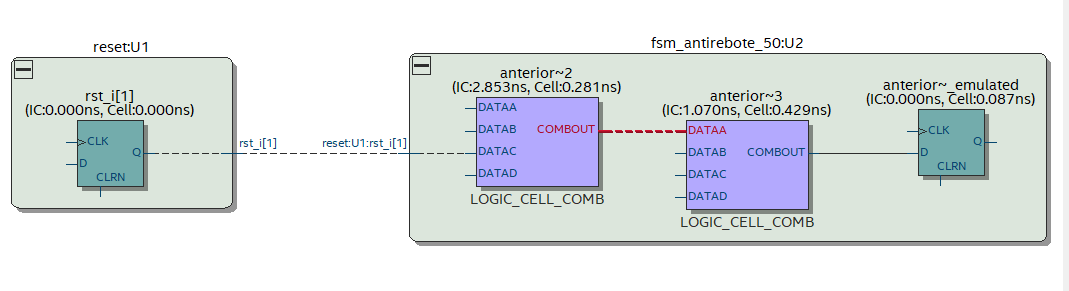 reset:U1
rst_i[1]
(IC:0.000ns, Cell:0.000ns)
CLK
D
Q
CLRN
rst_i[1]
reset:U1:rst_i[1]
fsm_antirebote_50:U2
anterior~2
(IC:2.853ns, Cell:0.281ns)
DATAA
DATAB
COMBOUT
DATAC
DATAD
LOGIC_CELL_COMB
anterior~3
(IC:1.070ns, Cell:0.429ns)
DATAA
DATAB
COMBOUT
DATAC
DATAD
LOGIC_CELL_COMB
anterior~_emulated
(IC:0.000ns, Cell:0.087ns)
CLK
Q
D
CLRN